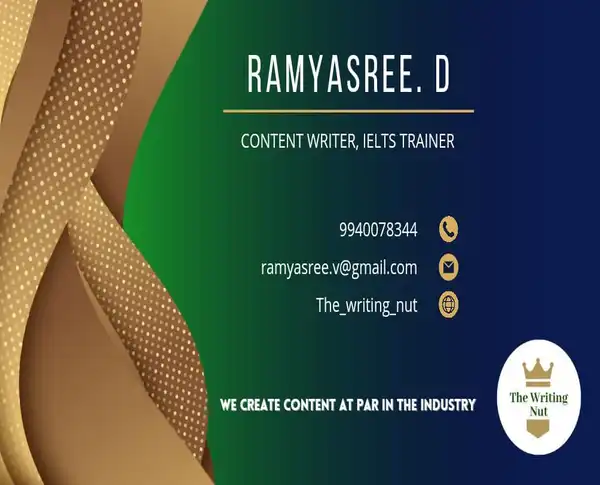 RAMYASREE. D
CONTENT WRITER, IELTS TRAINER
9940078344
ramyasree.v@gmail.com
The_writing_nut
WE CREATE CONTENT AT PAR IN THE INDUSTRY
The Writing
Nut